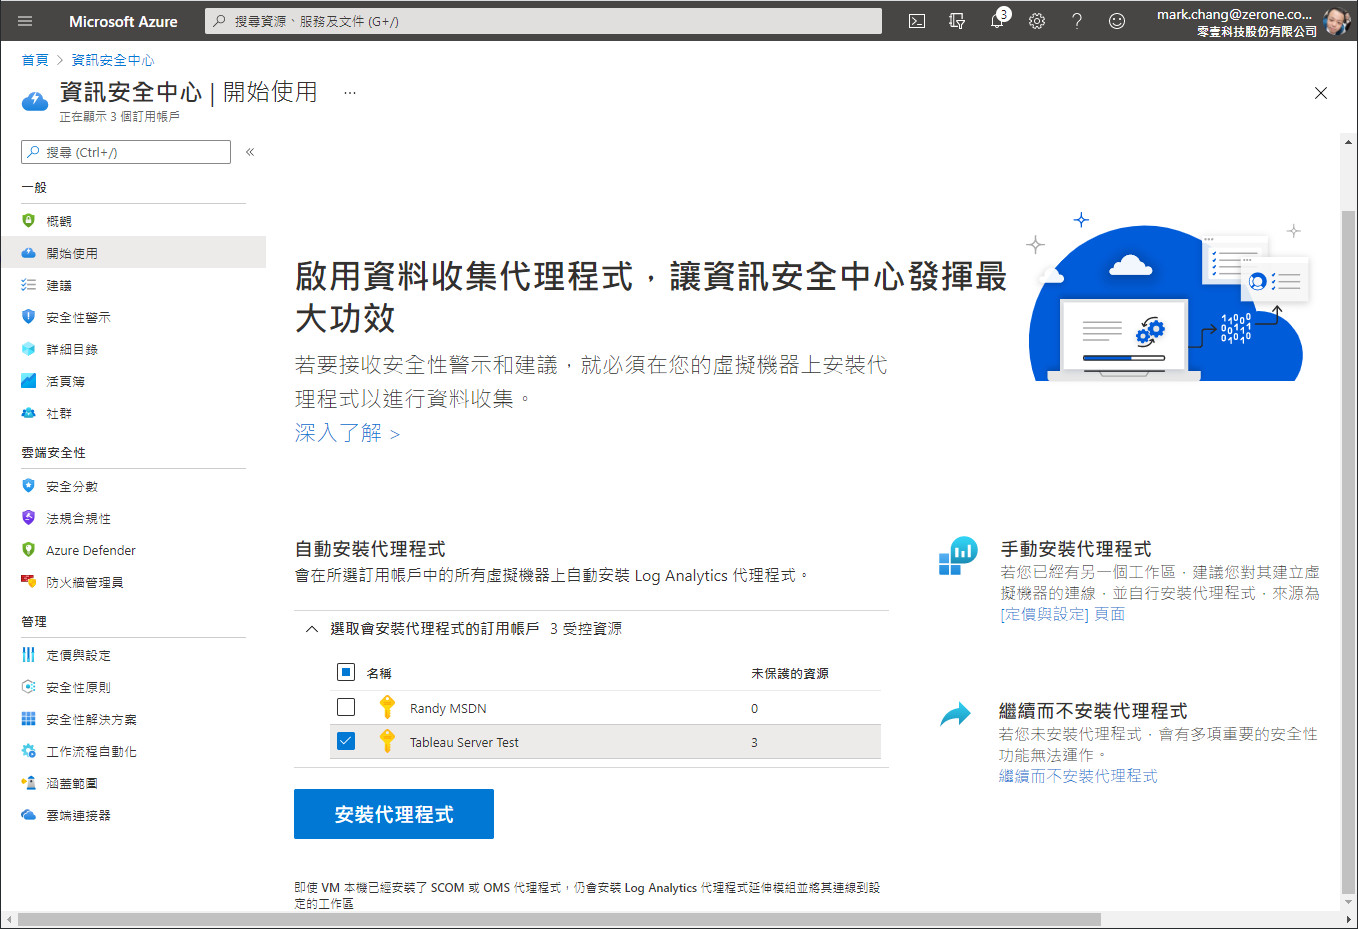 Microsoft Azure
搜尋資源、服務及文件 (G+/)
3
mark.chang@zerone.co...
零壹科技股份有限公司
首頁 > 資訊安全中心
資訊安全中心 | 開始使用 ...
正在顯示 3 個訂用帳戶
搜尋 (Ctrl+/)
«
一般
概觀
開始使用
建議
安全性警示
詳細目錄
活頁簿
社群
雲端安全性
安全分數
法規合規性
Azure Defender
防火牆管理員
管理
定價與設定
安全性原則
安全性解決方案
工作流程自動化
涵蓋範圍
雲端連接器
啟用資料收集代理程式，讓資訊安全中心發揮最
大功效
若要接收安全性警示和建議，就必須在您的虛擬機器上安裝代
理程式以進行資料收集。
深入了解 >
自動安裝代理程式
會在所選訂用帳戶中的所有虛擬機器上自動安裝 Log Analytics 代理程式。
選取會安裝代理程式的訂用帳戶 3 受控資源
名稱 未保護的資源
Randy MSDN 0
Tableau Server Test 3
安裝代理程式
即使 VM 本機已經安裝了 SCOM 或 OMS 代理程式，仍會安裝 Log Analytics 代理程式延伸模組並將其連線到設
定的工作區
手動安裝代理程式
若您已經有另一個工作區，建議您對其建立虛
擬機器的連線，並自行安裝代理程式，來源為
[定價與設定] 頁面
繼續而不安裝代理程式
若您未安裝代理程式，會有多項重要的安全性
功能無法運作。
繼續而不安裝代理程式